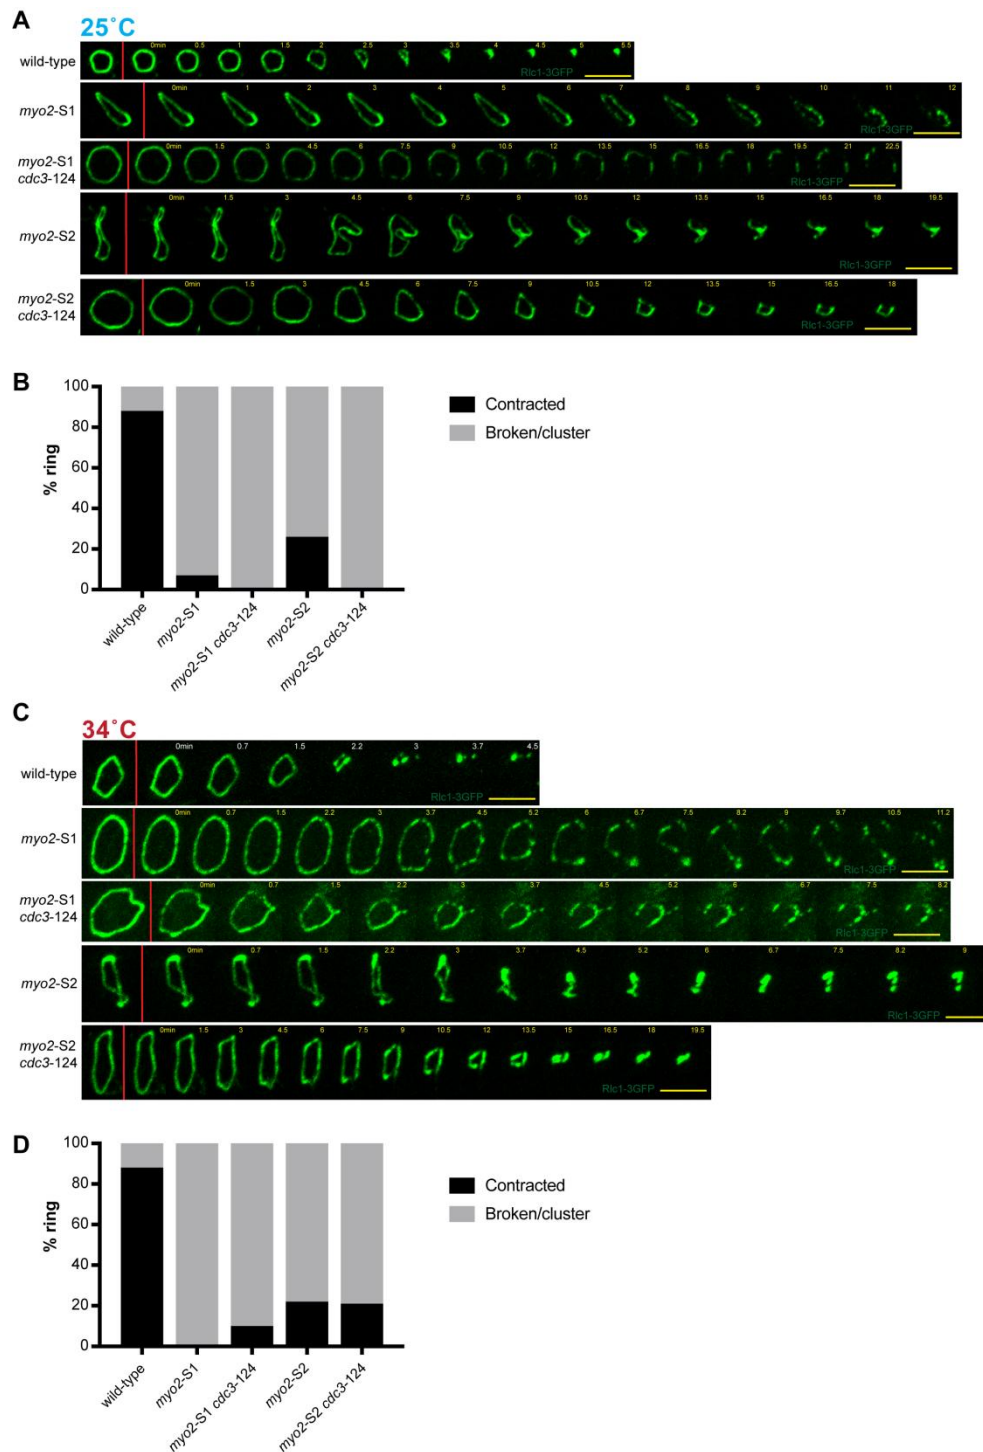 A
25°C
wild-type
0min 0.5 1 1.5 2 2.5 3 3.5 4 4.5 5 5.5
Rlc1-3GFP
myo2-S1
0min 1 2 3 4 5 6 7 8 9 10 11 12
Rlc1-3GFP
myo2-S1
cdc3-124
0min 1.5 3 4.5 6 7.5 9 10.5 12 13.5 15 16.5 18 19.5 21 22.5
Rlc1-3GFP
myo2-S2
0min 1.5 3 4.5 6 7.5 9 10.5 12 13.5 15 16.5 18 19.5
Rlc1-3GFP
myo2-S2
cdc3-124
0min 1.5 3 4.5 6 7.5 9 10.5 12 13.5 15 16.5 18
Rlc1-3GFP
B
100
80
60
40
20
0
% ring
wild-type
myo2-S1
myo2-S1 cdc3-124
myo2-S2
myo2-S2 cdc3-124
Contracted
Broken/cluster
C
34°C
wild-type
0min 0.7 1.5 2.2 3 3.7 4.5
Rlc1-3GFP
myo2-S1
0min 0.7 1.5 2.2 3 3.7 4.5 5.2 6 6.7 7.5 8.2 9 9.7 10.5 11.2
Rlc1-3GFP
myo2-S1
cdc3-124
0min 0.7 1.5 2.2 3 3.7 4.5 5.2 6 6.7 7.5 8.2
Rlc1-3GFP
myo2-S2
0min 0.7 1.5 2.2 3 3.7 4.5 5.2 6 6.7 7.5 8.2 9
Rlc1-3GFP
myo2-S2
cdc3-124
0min 1.5 3 4.5 6 7.5 9 10.5 12 13.5 15 16.5 18 19.5
Rlc1-3GFP
D
100
80
60
40
20
0
% ring
wild-type
myo2-S1
myo2-S1 cdc3-124
myo2-S2
myo2-S2 cdc3-124
Contracted
Broken/cluster